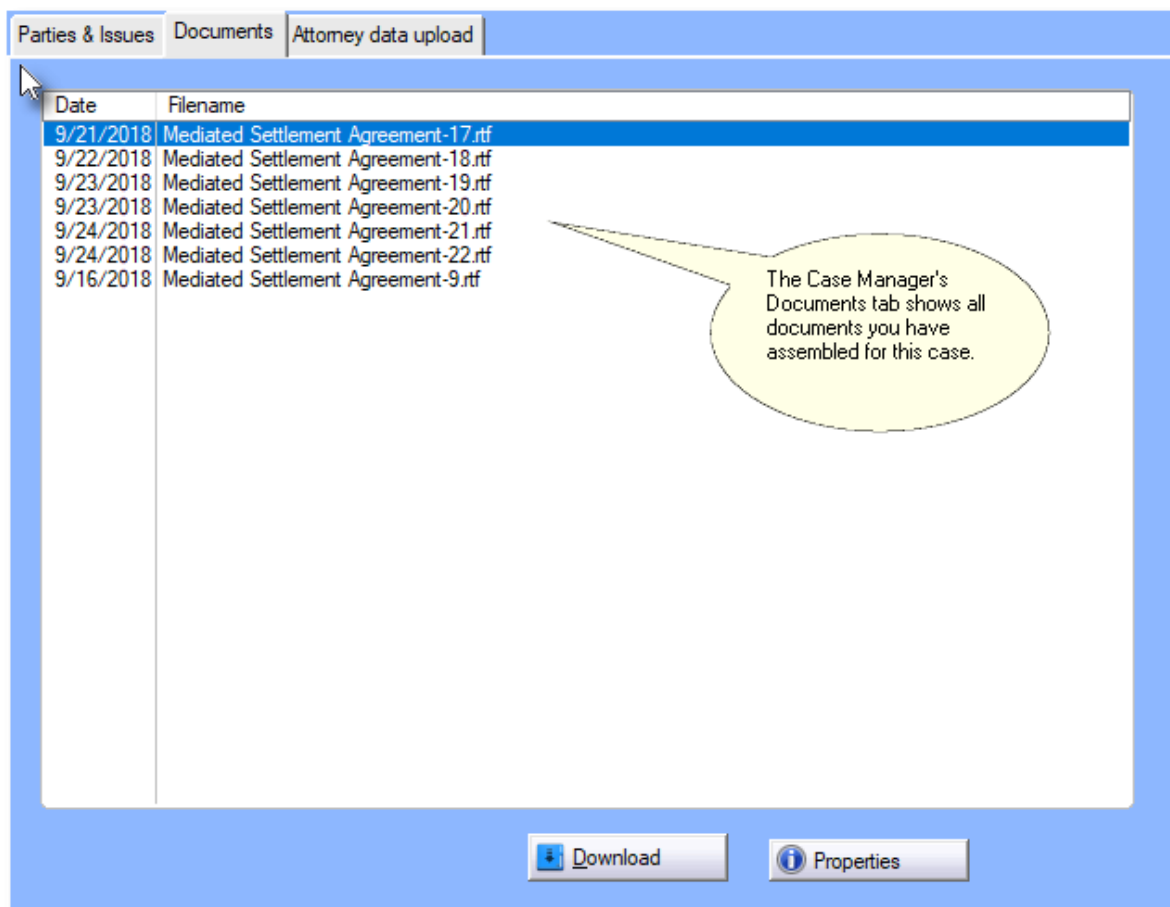 Parties & Issues Documents Attorney data upload
Date Filename
9/21/2018 Mediated Settlement Agreement-17.rtf
9/22/2018 Mediated Settlement Agreement-18.rtf
9/23/2018 Mediated Settlement Agreement-19.rtf
9/23/2018 Mediated Settlement Agreement-20.rtf
9/24/2018 Mediated Settlement Agreement-21.rtf
9/24/2018 Mediated Settlement Agreement-22.rtf
9/16/2018 Mediated Settlement Agreement-9.rtf
The Case Manager's
Documents tab shows all
documents you have
assembled for this case.
Download Properties